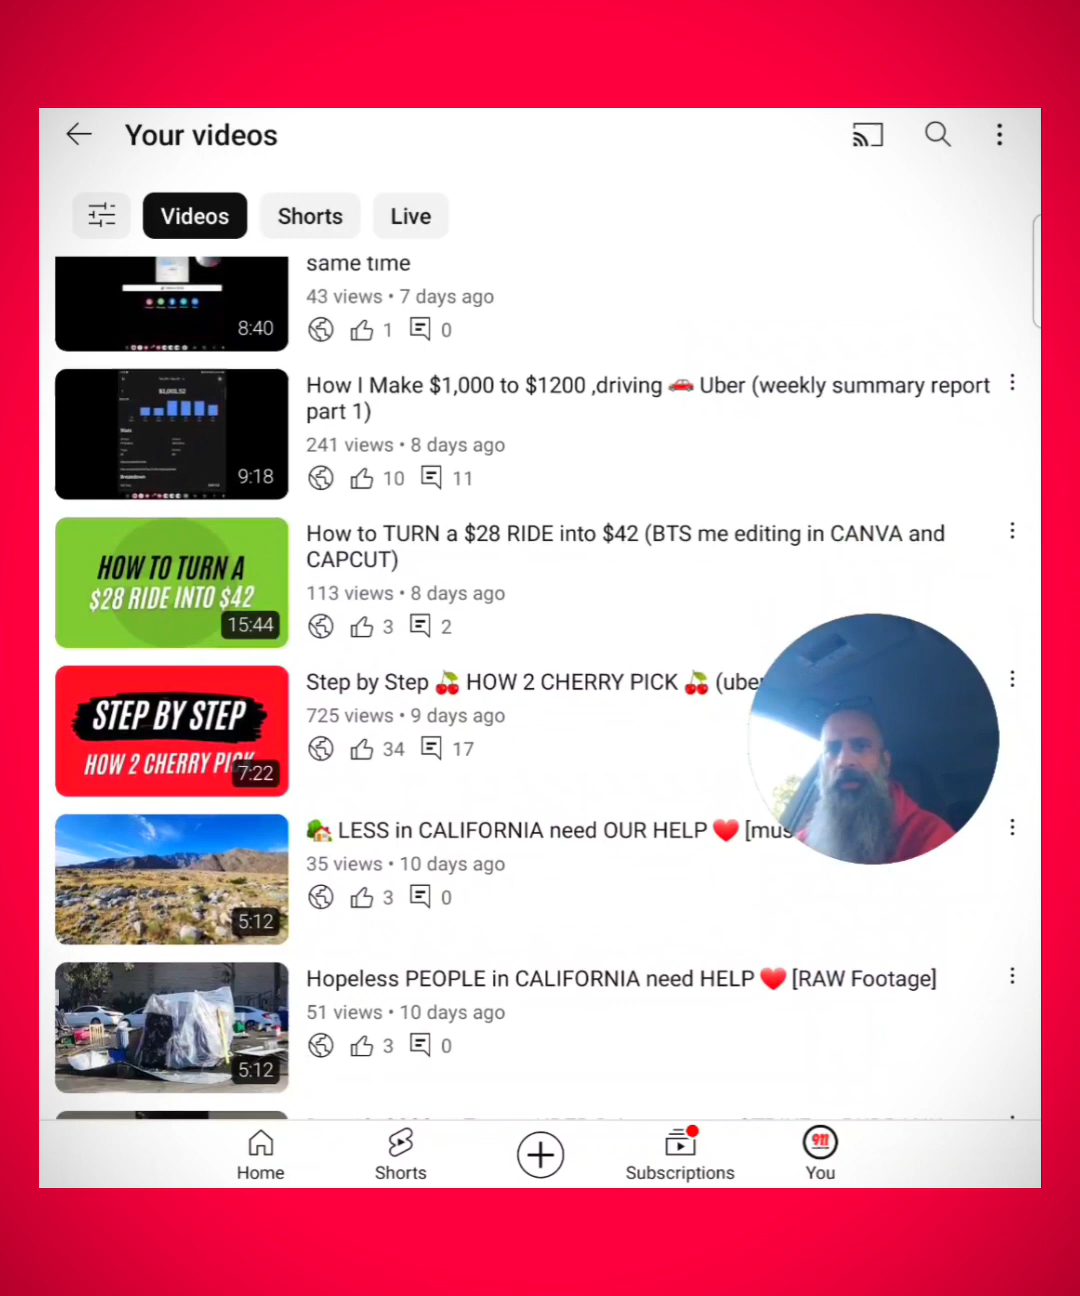 Your videos
Videos
Shorts
Live
same time
43 views • 7 days ago
8:40
1
0
How I Make $1,000 to $1200 ,driving 🚗 Uber (weekly summary report
part 1)
241 views • 8 days ago
9:18
10
11
HOW TO TURN A
$28 RIDE INTO $42
15:44
How to TURN a $28 RIDE into $42 (BTS me editing in CANVA and
CAPCUT)
113 views • 8 days ago
3
2
STEP BY STEP
HOW 2 CHERRY PICK
7:22
Step by Step 🍒 HOW 2 CHERRY PICK 🍒 (uber
725 views • 9 days ago
34
17
🏡 LESS in CALIFORNIA need OUR HELP ❤️ [mus
35 views • 10 days ago
5:12
3
0
Hopeless PEOPLE in CALIFORNIA need HELP ❤️ [RAW Footage]
51 views • 10 days ago
5:12
3
0
Home
Shorts
Subscriptions
911
You